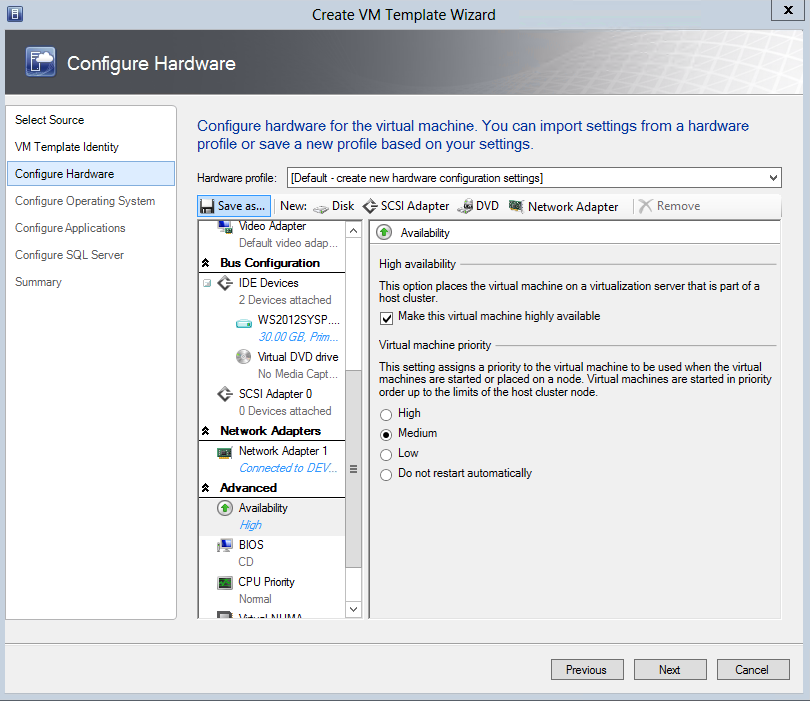 Create VM Template Wizard
x
Configure Hardware
Select Source
VM Template Identity
Configure Hardware
Configure Operating System
Configure Applications
Configure SQL Server
Summary
Configure hardware for the virtual machine. You can import settings from a hardware
profile or save a new profile based on your settings.
Hardware profile: [Default - create new hardware configuration settings]
Save as... New: Disk SCSI Adapter DVD Network Adapter Remove
Video Adapter
Default video adap...
Bus Configuration
IDE Devices
2 Devices attached
WS2012SYSP....
30.00 GB, Prim...
Virtual DVD drive
No Media Capt...
SCSI Adapter 0
0 Devices attached
Network Adapters
Network Adapter 1
Connected to DEV...
Advanced
Availability
High
BIOS
CD
CPU Priority
Normal
Virtual NUMA
Availability
High availability
This option places the virtual machine on a virtualization server that is part of a
host cluster.
Make this virtual machine highly available
Virtual machine priority
This setting assigns a priority to the virtual machine to be used when the virtual
machines are started or placed on a node. Virtual machines are started in priority
order up to the limits of the host cluster node.
High
Medium
Low
Do not restart automatically
Previous Next Cancel